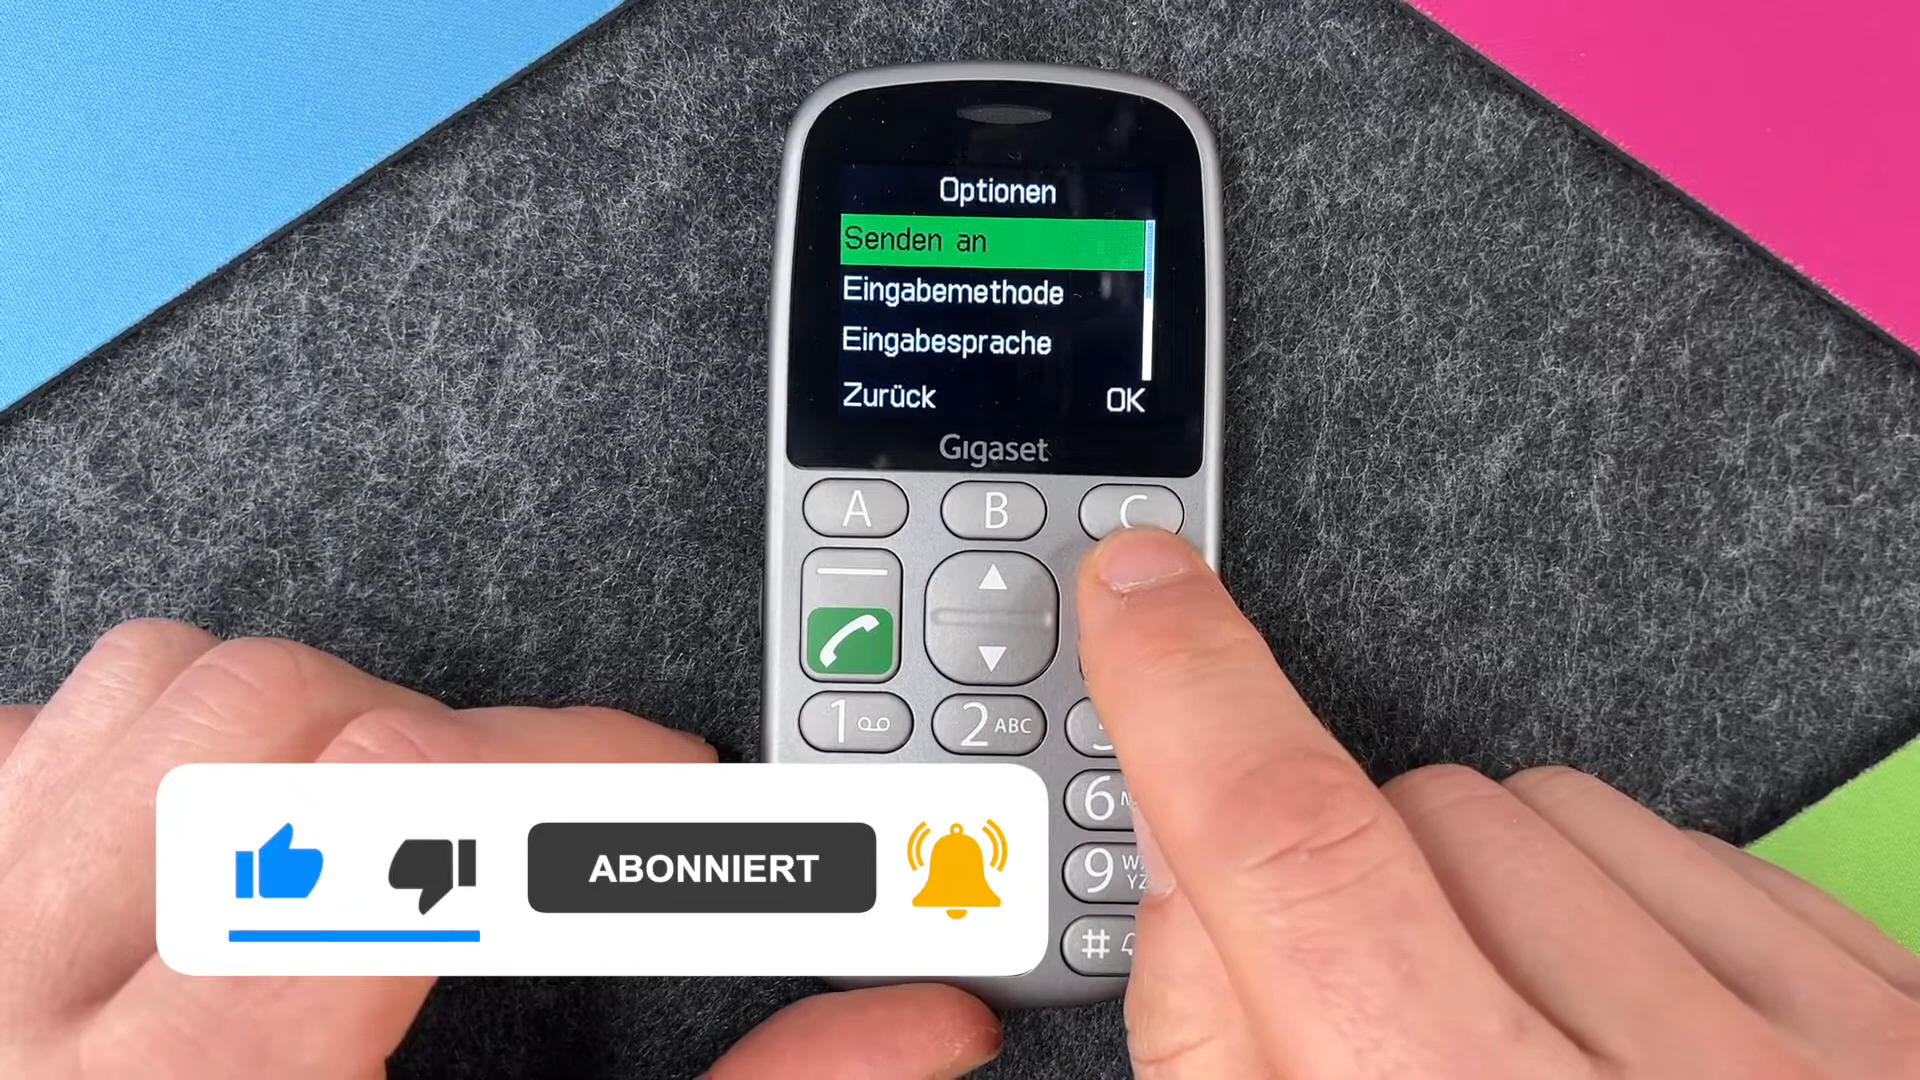 Optionen
Senden an
Eingabemethode
Eingabesprache
Zurück OK
Gigaset
A B C
1 2 ABC
6
9
#
ABONNIERT